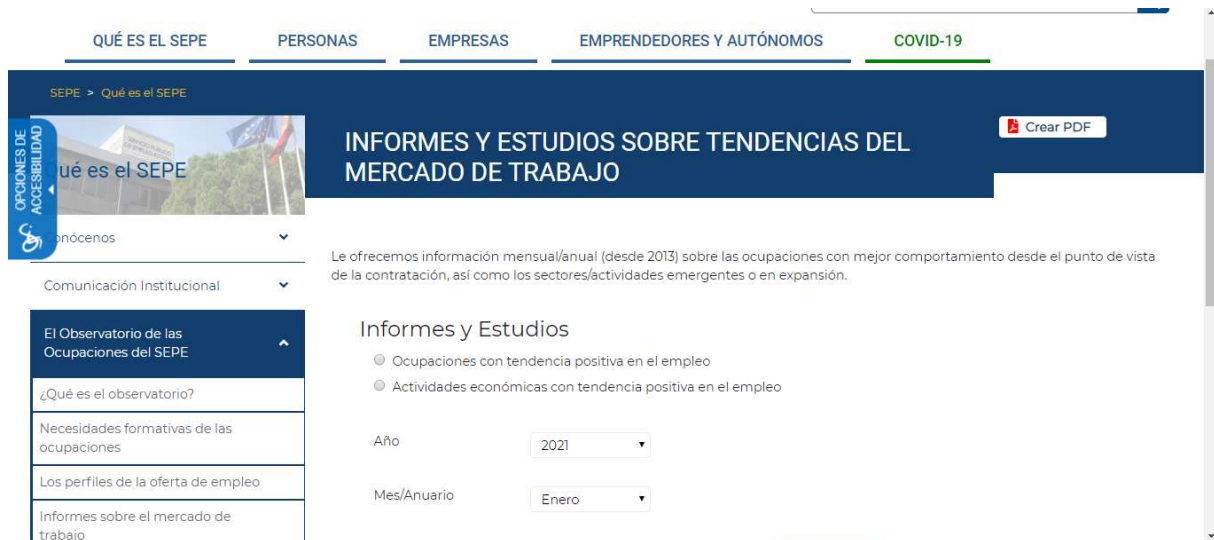 QUÉ ES EL SEPE PERSONAS EMPRESAS EMPRENDEDORES Y AUTÓNOMOS COVID-19
SEPE > Qué es el SEPE
OPCIONES DE
ACCESIBILIDAD
ué es el SEPE
INFORMES Y ESTUDIOS SOBRE TENDENCIAS DEL
MERCADO DE TRABAJO
Crear PDF
onócenos
Comunicación Institucional
El Observatorio de las
Ocupaciones del SEPE
¿Qué es el observatorio?
Necesidades formativas de las
ocupaciones
Los perfiles de la oferta de empleo
Informes sobre el mercado de
trabajo
Le ofrecemos información mensual/anual (desde 2013) sobre las ocupaciones con mejor comportamiento desde el punto de vista
de la contratación, así como los sectores/actividades emergentes o en expansión.
Informes y Estudios
Ocupaciones con tendencia positiva en el empleo
Actividades económicas con tendencia positiva en el empleo
Año 2021
Mes/Anuario Enero